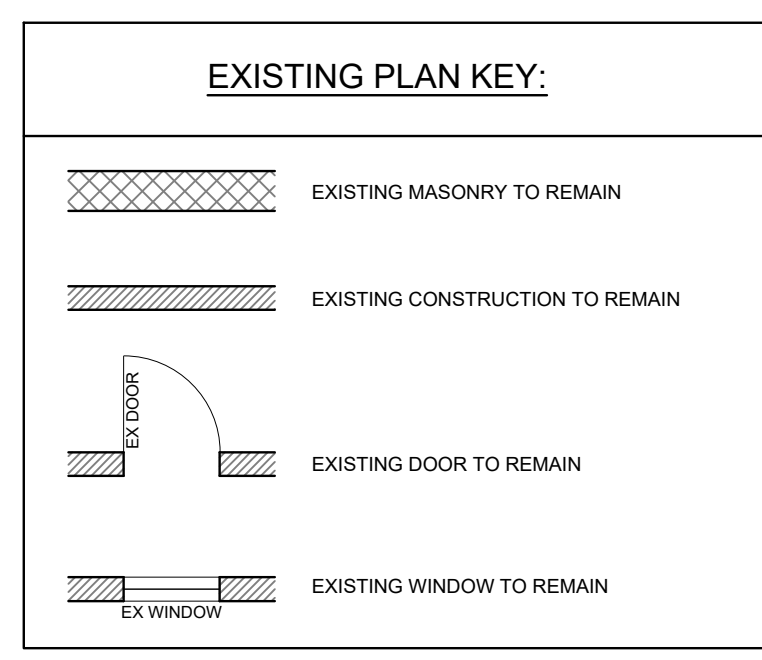 EXISTING PLAN KEY:
EXISTING MASONRY TO REMAIN
EXISTING CONSTRUCTION TO REMAIN
EX DOOR
EXISTING DOOR TO REMAIN
EXISTING WINDOW TO REMAIN
EX WINDOW